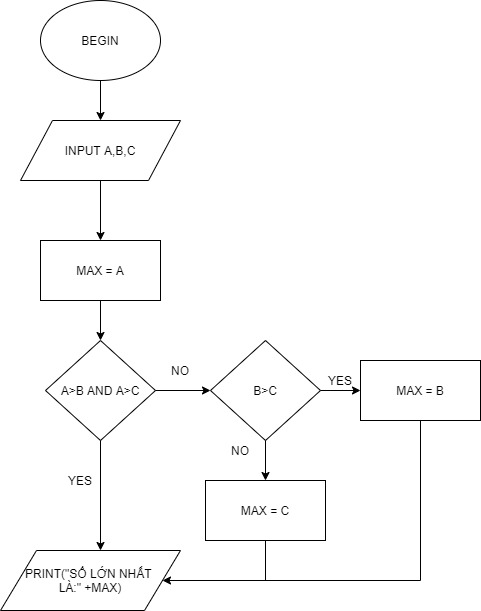 BEGIN
INPUT A,B,C
MAX = A
A>B AND A>C
NO
B>C
YES
MAX = B
NO
YES
MAX = C
PRINT("SỐ LỚN NHẤT
LÀ:" +MAX)